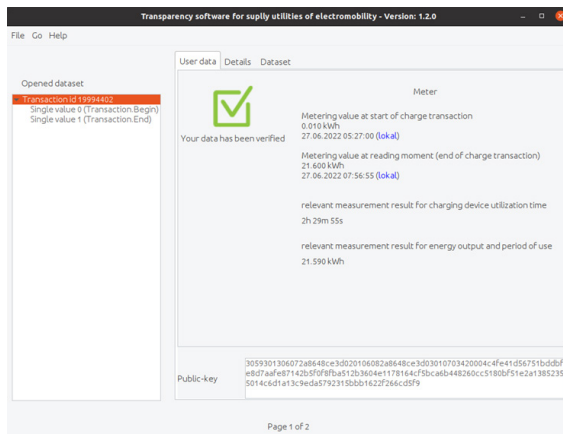 Transparency software for suplly utilities of electromobility - Version: 1.2.0
File Go Help
User data Details Dataset
Opened dataset
Transaction id 19994402
Single value 0 (Transaction.Begin)
Single value 1 (Transaction.End)
Your data has been verified
Meter
Metering value at start of charge transaction
0.010 kWh
27.06.2022 05:27:00 (lokal)
Metering value at reading moment (end of charge transaction)
21.600 kWh
27.06.2022 07:56:55 (lokal)
relevant measurement result for charging device utilization time
2h 29m 55s
relevant measurement result for energy output and period of use
21.590 kWh
Public-key
3059301306072a8648ce3d020106082a8648ce3d03010703420004c4fe41d56751bddbf
e8d7aafe87142b5f0f8fba512b3604e1178164cf5bca6b448260cc5180bf51e2a1385235
5014c6d1a13c9eda5792315bbb1622f266cd5f9
Page 1 of 2